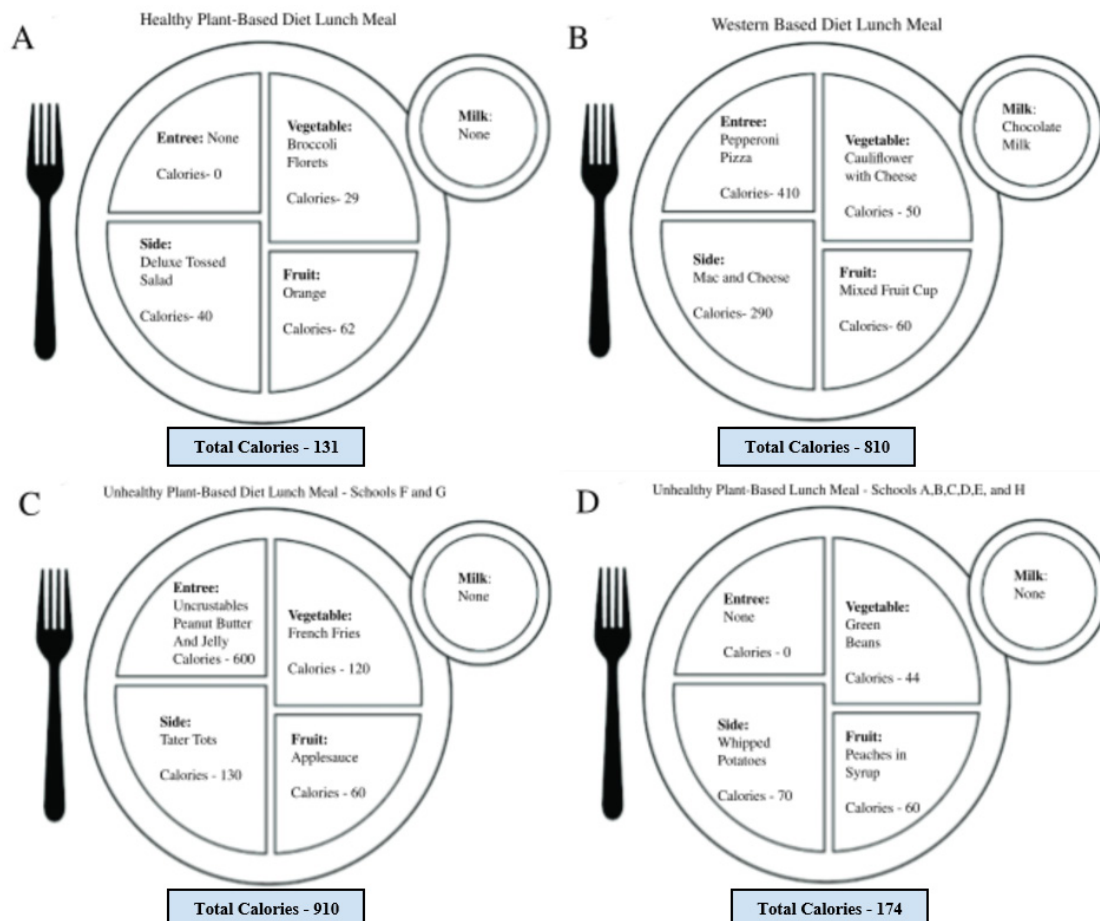 A
Healthy Plant-Based Diet Lunch Meal
Entree: None
Calories- 0
Vegetable:
Broccoli
Florets
Calories- 29
Milk:
None
Side:
Deluxe Tossed
Salad
Calories- 40
Fruit:
Orange
Calories- 62
Total Calories - 131
B
Western Based Diet Lunch Meal
Entree:
Pepperoni
Pizza
Calories- 410
Vegetable:
Cauliflower
with Cheese
Calories - 50
Milk:
Chocolate
Milk
Side:
Mac and Cheese
Calories- 290
Fruit:
Mixed Fruit Cup
Calories- 60
Total Calories - 810
C
Unhealthy Plant-Based Diet Lunch Meal - Schools F and G
Entree:
Uncrustables
Peanut Butter
And Jelly
Calories - 600
Vegetable:
French Fries
Calories - 120
Milk:
None
Side:
Tater Tots
Calories - 130
Fruit:
Applesauce
Calories - 60
Total Calories - 910
D
Unhealthy Plant-Based Lunch Meal - Schools A,B,C,D,E, and H
Entree:
None
Calories - 0
Vegetable:
Green
Beans
Calories - 44
Milk:
None
Side:
Whipped
Potatoes
Calories - 70
Fruit:
Peaches in
Syrup
Calories - 60
Total Calories - 174